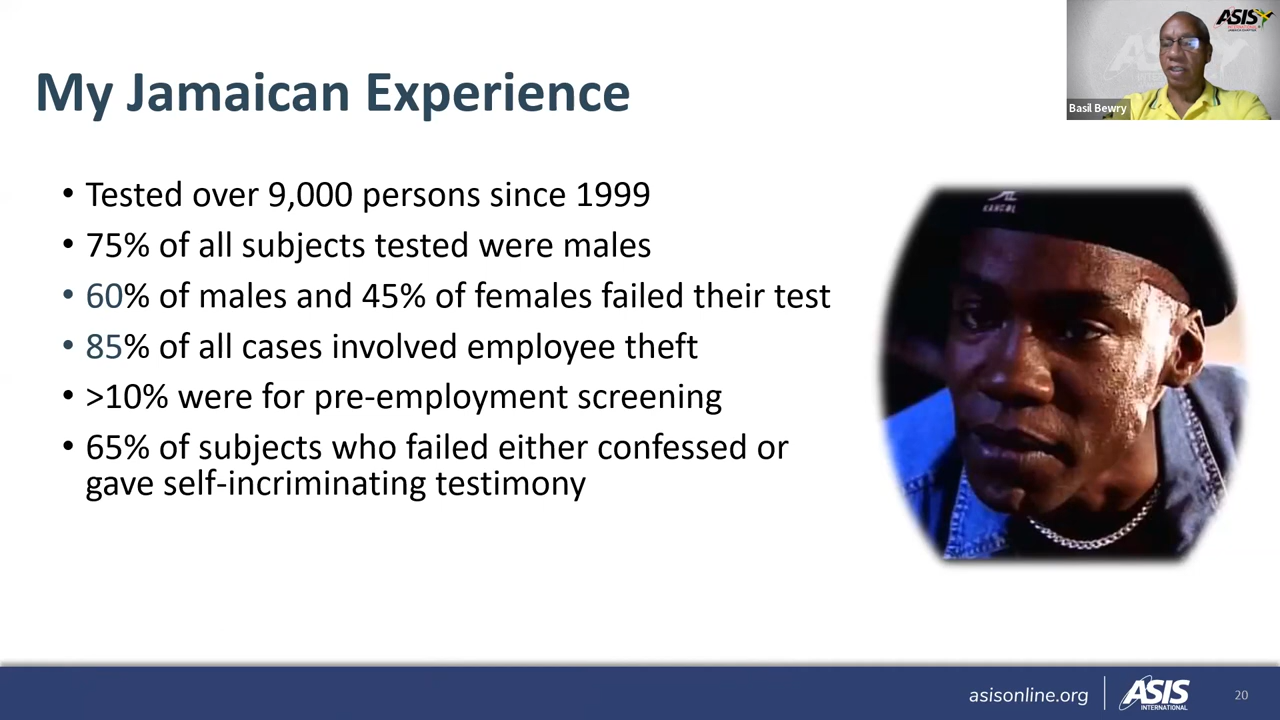 My Jamaican Experience
ASIS
Basil Bewry
• Tested over 9,000 persons since 1999
• 75% of all subjects tested were males
• 60% of males and 45% of females failed their test
• 85% of all cases involved employee theft
• >10% were for pre-employment screening
• 65% of subjects who failed either confessed or
gave self-incriminating testimony
KANGOL
asisonline.org
ASIS
INTERNATIONAL
20